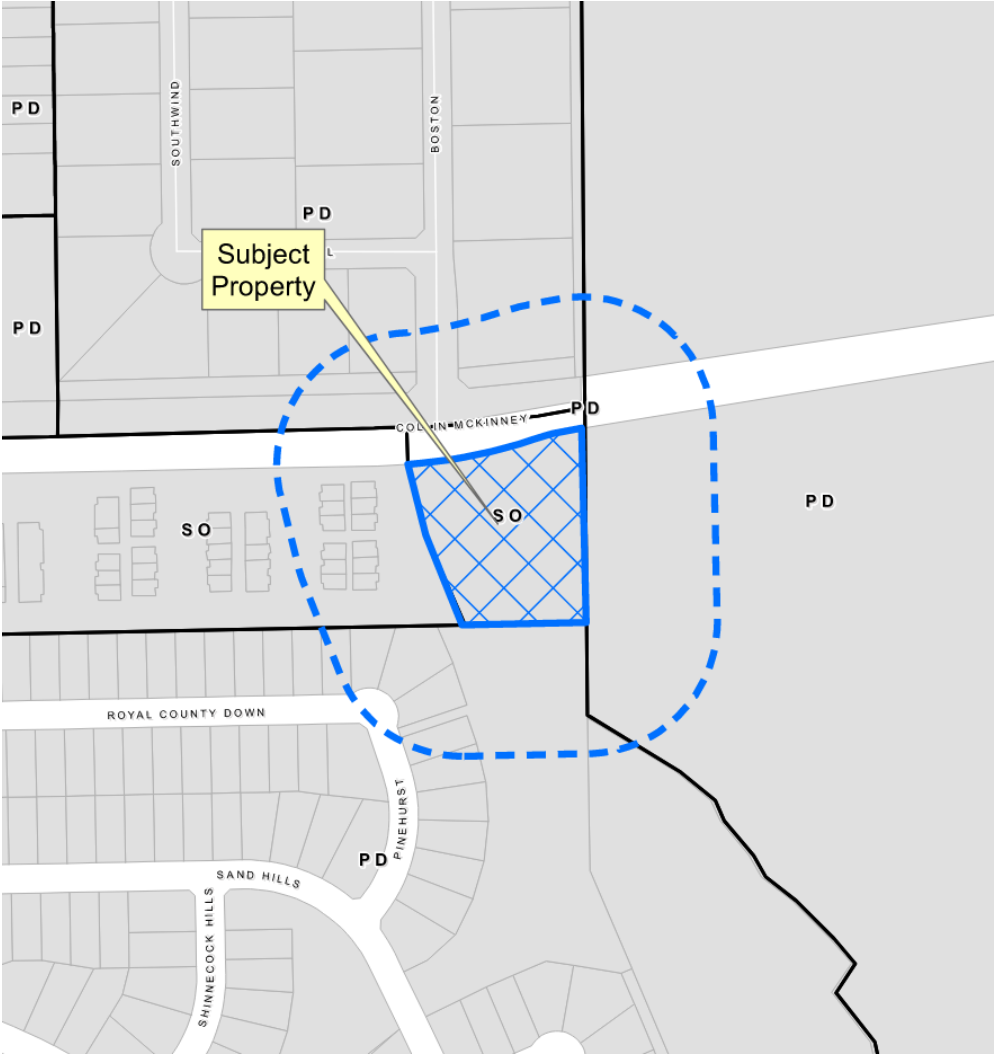 PD
SOUTHWIND
BOSTON
PD
L
Subject
Property
PD
PD
COLLIN MCKINNEY
PD
SO
SO
ROYAL COUNTY DOWN
PINEHURST
PD
SAND HILLS
SHINNECOCK HILLS